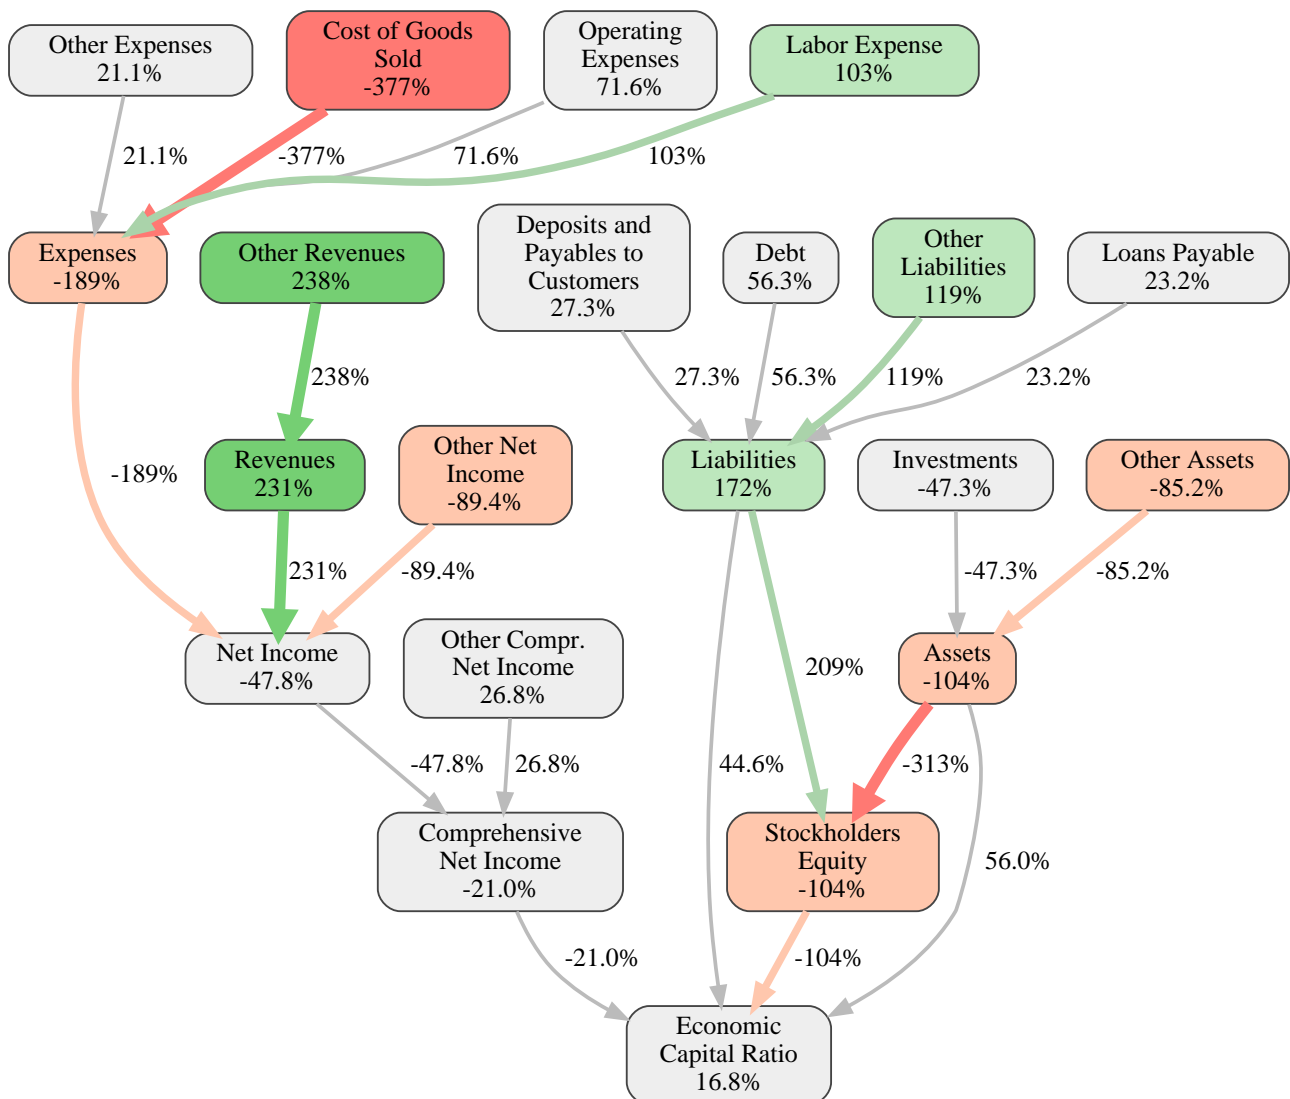 Other Expenses
21.1%
Cost of Goods
Sold
-377%
Operating
Expenses
71.6%
Labor Expense
103%
21.1%
-377%
71.6%
103%
Expenses
-189%
Other Revenues
238%
Deposits and
Payables to
Customers
27.3%
Debt
56.3%
Other
Liabilities
119%
Loans Payable
23.2%
238%
27.3%
56.3%
119%
23.2%
-189%
Revenues
231%
Other Net
Income
-89.4%
Liabilities
172%
Investments
-47.3%
Other Assets
-85.2%
231%
-89.4%
-47.3%
-85.2%
Net Income
-47.8%
Other Compr.
Net Income
26.8%
209%
Assets
-104%
-47.8%
26.8%
44.6%
-313%
Comprehensive
Net Income
-21.0%
Stockholders
Equity
-104%
56.0%
-21.0%
-104%
Economic
Capital Ratio
16.8%